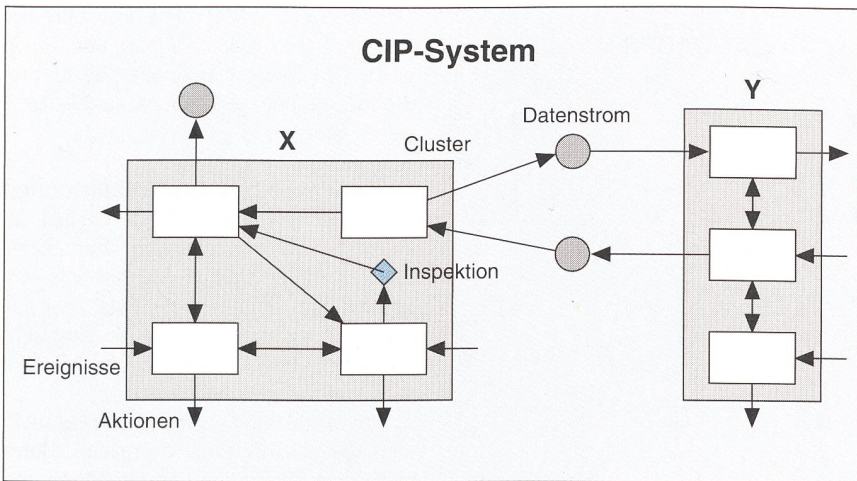 CIP-System
Y
X
Datenstrom
Cluster
Inspektion
Ereignisse
Aktionen